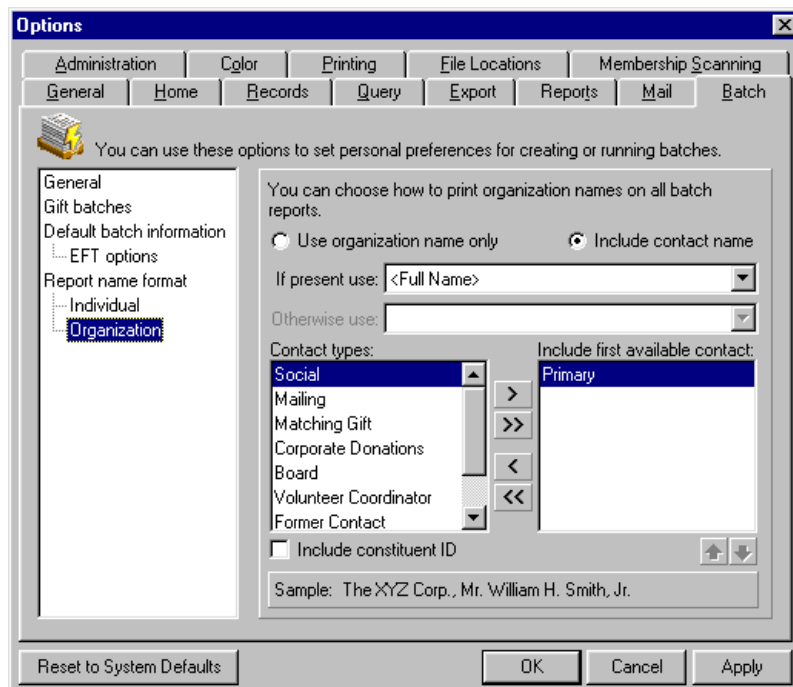 Options
Administration Color Printing File Locations Membership Scanning
General Home Records Query Export Reports Mail Batch
You can use these options to set personal preferences for creating or running batches.
General
Gift batches
Default batch information
EFT options
Report name format
Individual
Organization
You can choose how to print organization names on all batch
reports.
Use organization name only Include contact name
If present use: <Full Name>
Otherwise use:
Contact types: Include first available contact:
Social
Mailing
Matching Gift
Corporate Donations
Board
Volunteer Coordinator
Former Contact
Primary
> 
>>
<
<<
Include constituent ID
Sample: The XYZ Corp., Mr. William H. Smith, Jr.
Reset to System Defaults OK Cancel Apply